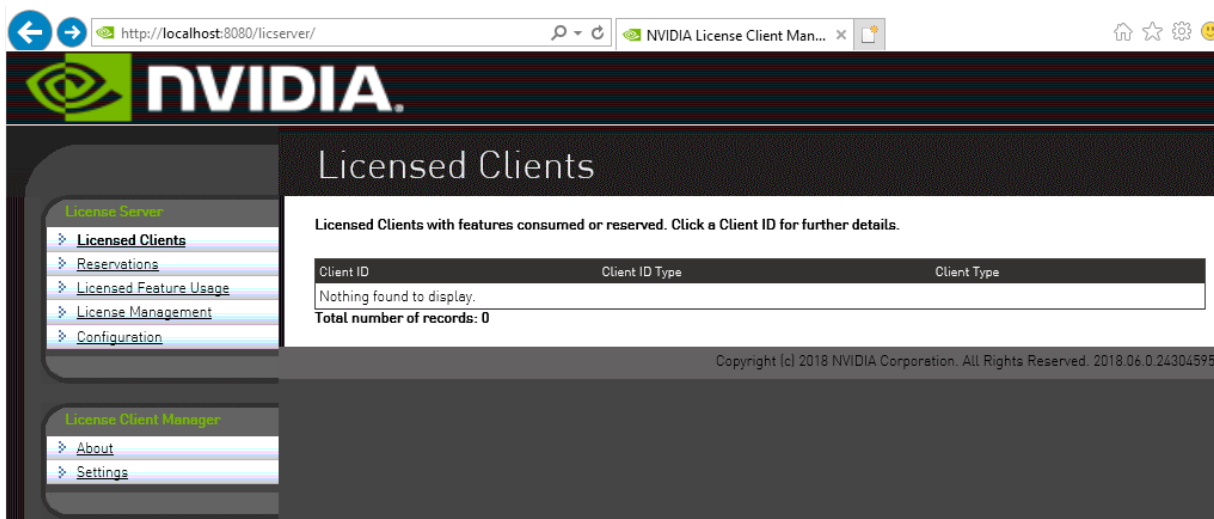 http://localhost:8080/licserver/
NVIDIA License Client Man...
NVIDIA.
Licensed Clients
License Server
Licensed Clients
Reservations
Licensed Feature Usage
License Management
Configuration
Licensed Clients with features consumed or reserved. Click a Client ID for further details.
Client ID Client ID Type Client Type
Nothing found to display.
Total number of records: 0
Copyright (c) 2018 NVIDIA Corporation. All Rights Reserved. 2018.06.0.24304595
License Client Manager
About
Settings